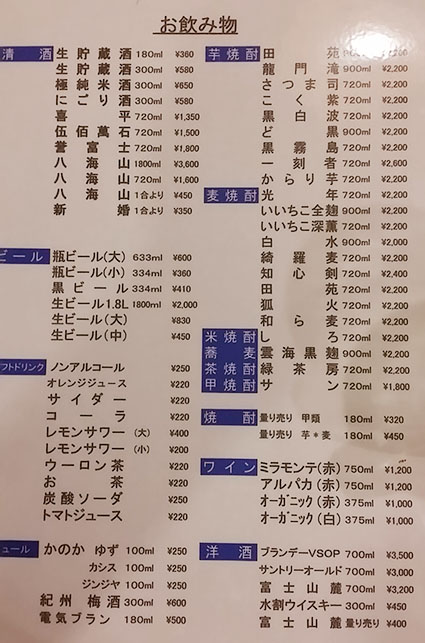 お飲み物
清酒 生貯蔵酒 180ml ¥360
生貯蔵酒 300ml ¥580
極純米酒 300ml ¥650
にごり酒 300ml ¥580
喜平 720ml ¥1,350
伍佰萬石 720ml ¥1,500
誉富士 720ml ¥1,800
八海山 1800ml ¥3,600
八海山 720ml ¥1,600
八海山 1合より ¥450
新婚 1合より ¥350
ビール 瓶ビール(大) 633ml ¥600
瓶ビール(小) 334ml ¥360
黒ビール 334ml ¥410
生ビール1.8L 1800ml ¥2,000
生ビール(大) ¥830
生ビール(中) ¥450
フトドリンク ノンアルコール ¥250
オレンジジュース ¥220
サイダー ¥220
コーラ ¥220
レモンサワー (大) ¥400
レモンサワー (小) ¥200
ウーロン茶 ¥220
お茶 ¥220
炭酸ソーダ ¥250
トマトジュース ¥220
ュール かのか ゆず 100ml ¥250
カシス 100ml ¥250
ジンジャ 100ml ¥250
紀州 梅酒 300ml ¥600
電気ブラン 180ml ¥500
芋焼酎 田苑 ¥2,200
龍門滝 900ml ¥2,200
さつま司 720ml ¥2,200
こく紫 720ml ¥2,200
黒白波 720ml ¥2,200
ど黒 900ml ¥2,200
黒霧島 720ml ¥2,200
一刻者 720ml ¥2,600
からり芋 720ml ¥2,200
麦焼酎 光年 720ml ¥2,200
いいちこ全麹 900ml ¥2,200
いいちこ深薫 720ml ¥2,200
白水 900ml ¥2,000
綺羅麦 720ml ¥2,200
知心剣 720ml ¥2,400
田苑 720ml ¥2,200
狐火 720ml ¥2,200
和ら麦 720ml ¥2,200
米焼酎 しろ 720ml ¥2,200
蕎麦 雲海黒麹 900ml ¥2,200
茶焼酎 緑茶房 720ml ¥2,200
甲焼酎 サン 720ml ¥1,800
焼酎 量り売り 甲類 180ml ¥320
量り売り 芋＊麦 180ml ¥450
ワイン ミラモンテ(赤) 750ml ¥1,200
アルパカ(赤) 750ml ¥1,200
オーガニック(赤) 375ml ¥1,000
オーガニック(白) 375ml ¥1,000
洋酒 ブランデーVSOP 700ml ¥3,500
サントリーオールド 700ml ¥3,000
富士山麓 700ml ¥3,200
水割ウイスキー 300ml ¥450
富士山麓 量り売り ¥400